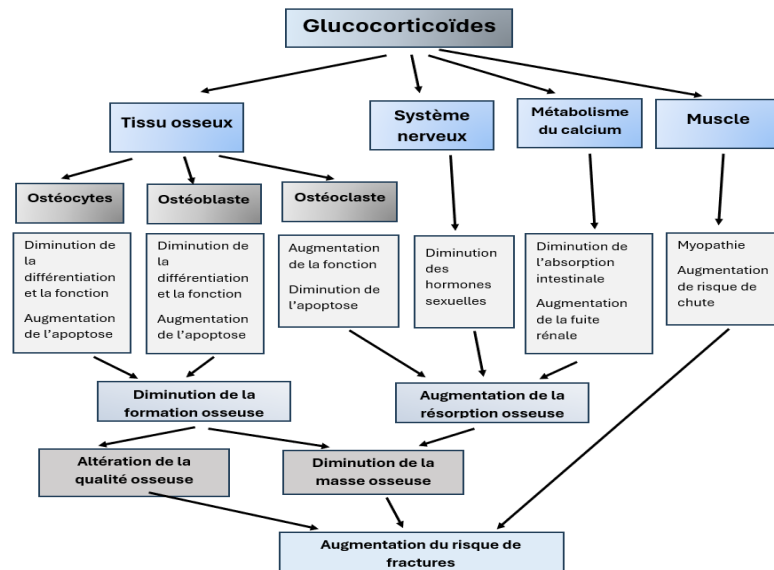 Glucocorticoïdes
Tissu osseux
Système
nerveux
Métabolisme
du calcium
Muscle
Ostéocytes
Ostéoblaste
Ostéoclaste
Diminution de
la
différentiation
et la fonction
Augmentation
de l'apoptose
Diminution de
la
différentiation
et la fonction
Augmentation
de l'apoptose
Augmentation
de la fonction
Diminution de
l'apoptose
Diminution
des
hormones
sexuelles
Diminution de
l'absorption
intestinale
Augmentation
de la fuite
rénale
Myopathie
Augmentation
de risque de
chute
Diminution de la
formation osseuse
Augmentation de la
résorption osseuse
Altération de la
qualité osseuse
Diminution de la
masse osseuse
Augmentation du risque de
fractures